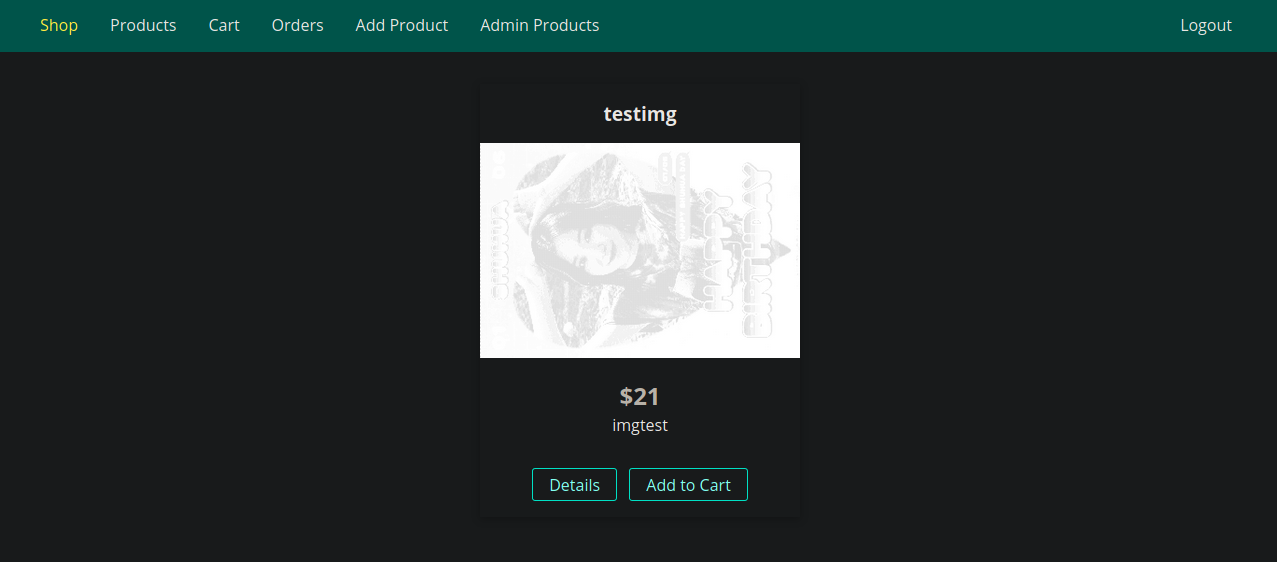 Shop Products Cart Orders Add Product Admin Products Logout
testimg
HAPPY
BIRTHDAY
$21
imgtest
Details Add to Cart